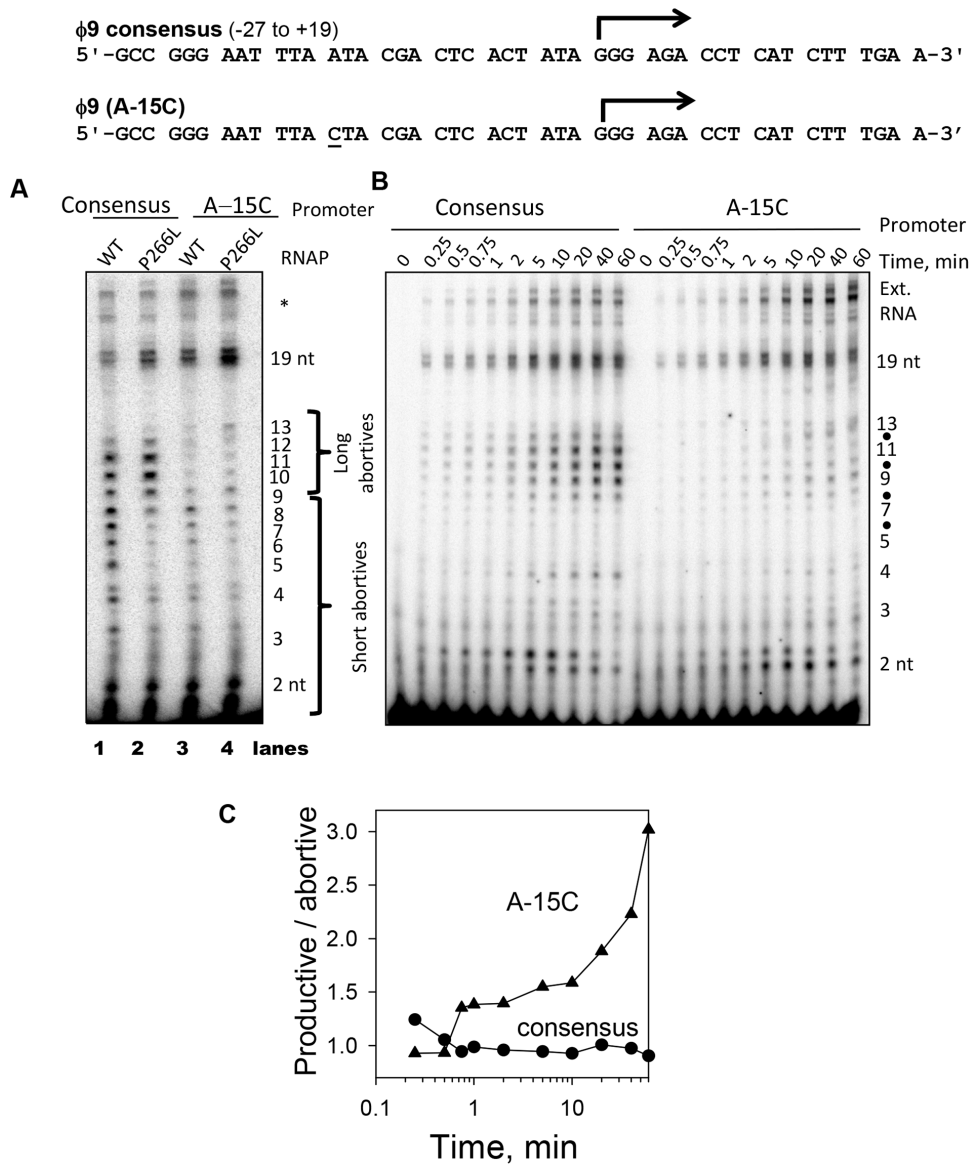 ϕ9 consensus (-27 to +19)
5'-GCC GGG AAT TTA ATA CGA CTC ACT ATA GGG AGA CCT CAT CTT TGA A-3'
ϕ9 (A-15C)
5'-GCC GGG AAT TTA CTA CGA CTC ACT ATA GGG AGA CCT CAT CTT TGA A-3′
A
Consensus A–15C Promoter
WT P266L WT P266L RNAP
*
19 nt
13
12
11
10
9
8
7
6
5
4
3
2 nt
Long
abortives
Short abortives
1 2 3 4 lanes
B
Consensus A-15C Promoter
0 0.25 0.5 0.75 1 2 5 10 20 40 60 0 0.25 0.5 0.75 1 2 5 10 20 40 60 Time, min
Ext.
RNA
19 nt
13
11
9
7
5
4
3
2 nt
C
Productive / abortive
3.0
2.5
2.0
1.5
1.0
A-15C
consensus
0.1 1 10
Time, min